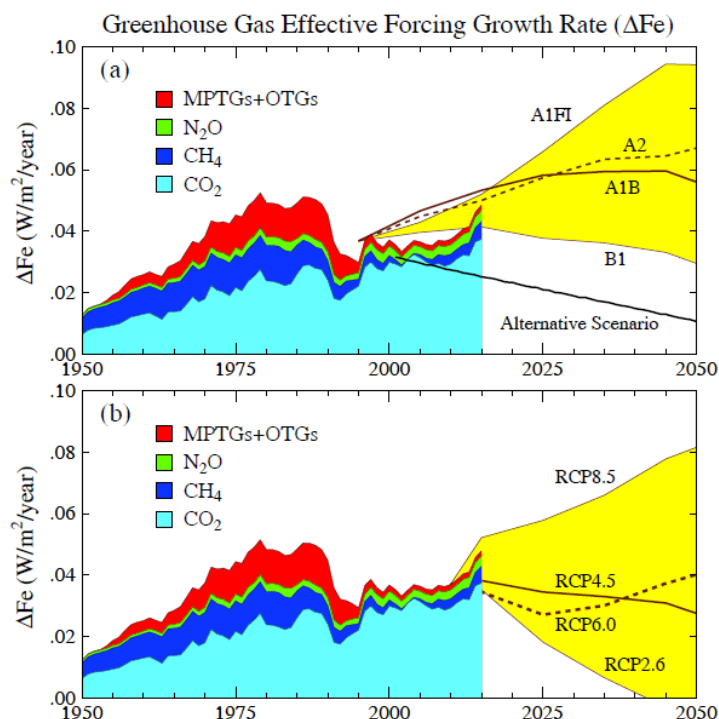 Greenhouse Gas Effective Forcing Growth Rate (ΔFe)
.10
(a)
MPTGs+OTGs
A1FI
.08
N₂O
CH₄
A2
.06
CO₂
A1B
ΔFe (W/m²/year)
.04
B1
.02
Alternative Scenario
.00
1950
1975
2000
2025
2050
.10
(b)
MPTGs+OTGs
.08
N₂O
RCP8.5
CH₄
.06
CO₂
ΔFe (W/m²/year)
.04
RCP4.5
RCP6.0
.02
RCP2.6
.00
1950
1975
2000
2025
2050